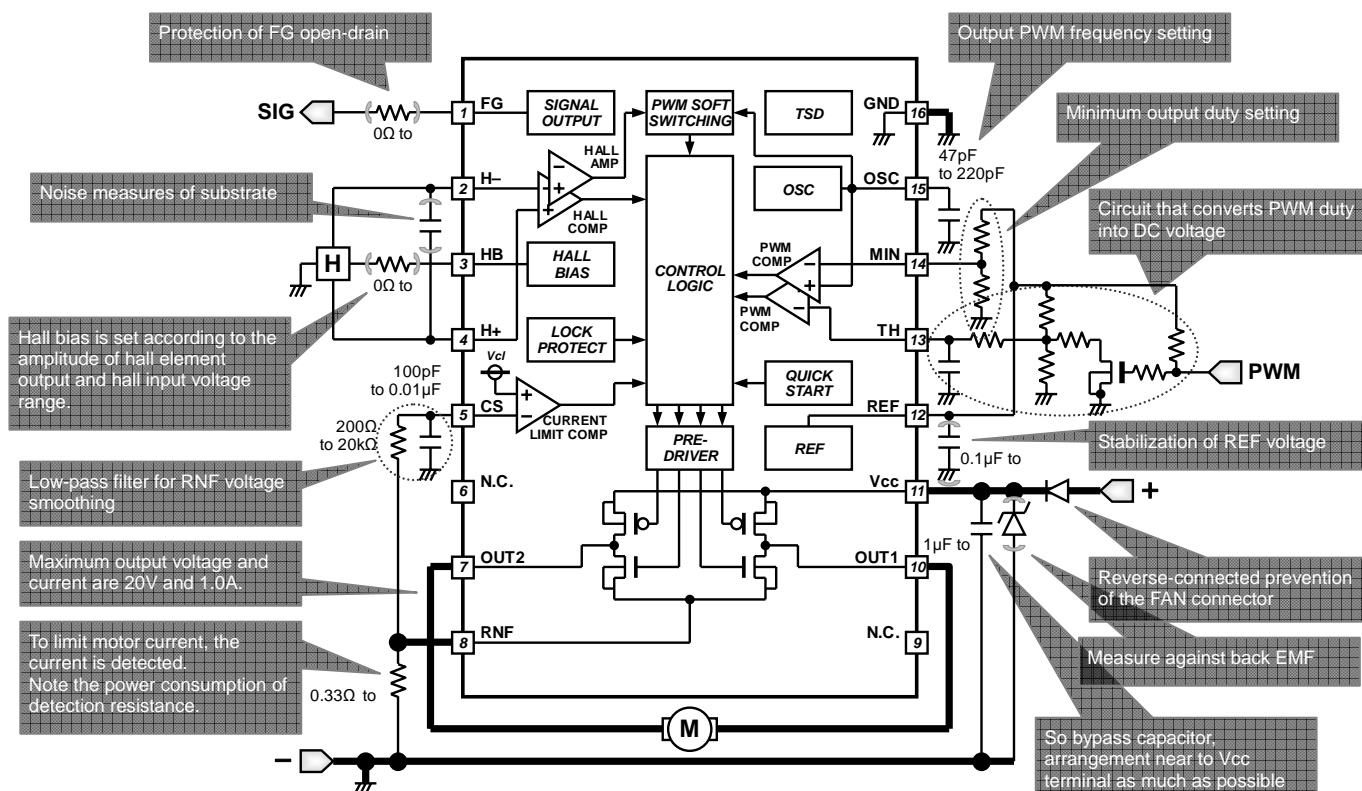 Protection of FG open-drain
Output PWM frequency setting
SIG
0Ω to
1
FG
SIGNAL
OUTPUT
PWM SOFT
SWITCHING
TSD
GND
16
Minimum output duty setting
HALL
AMP
47pF
to 220pF
Noise measures of substrate
2
H–
OSC
OSC
15
HALL
COMP
Circuit that converts PWM duty
into DC voltage
H
0Ω to
3
HB
HALL
BIAS
CONTROL
LOGIC
PWM
COMP
MIN
14
PWM
COMP
Hall bias is set according to the
amplitude of hall element
output and hall input voltage
range.
4
H+
LOCK
PROTECT
TH
13
PWM
Vcl
100pF
to 0.01µF
QUICK
START
5
CS
CURRENT
LIMIT COMP
REF
12
200Ω
to 20kΩ
PRE-
DRIVER
REF
0.1µF to
Stabilization of REF voltage
Low-pass filter for RNF voltage
smoothing
6
N.C.
Vcc
11
+
1µF to
Maximum output voltage and
current are 20V and 1.0A.
7
OUT2
OUT1
10
Reverse-connected prevention
of the FAN connector
To limit motor current, the
current is detected.
Note the power consumption of
detection resistance.
8
RNF
N.C.
9
0.33Ω to
Measure against back EMF
M
So bypass capacitor,
arrangement near to Vcc
terminal as much as possible
–